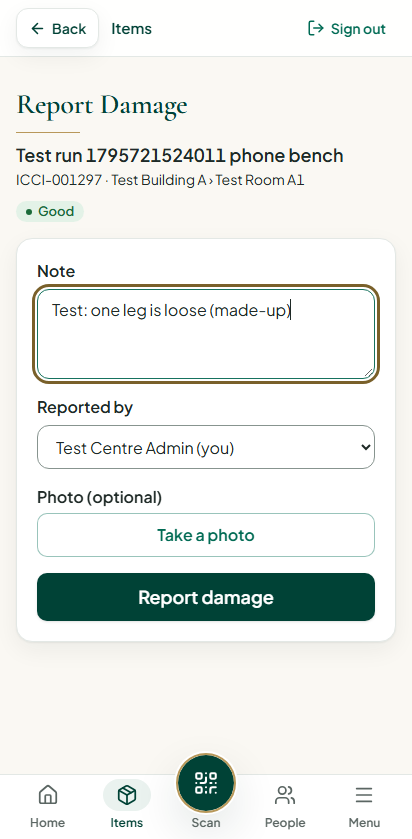 Back
Items
Sign out
Report Damage
Test run 1795721524011 phone bench
ICCI-001297 · Test Building A › Test Room A1
Good
Note
Test: one leg is loose (made-up)
Reported by
Test Centre Admin (you)
Photo (optional)
Take a photo
Report damage
Home
Items
Scan
People
Menu